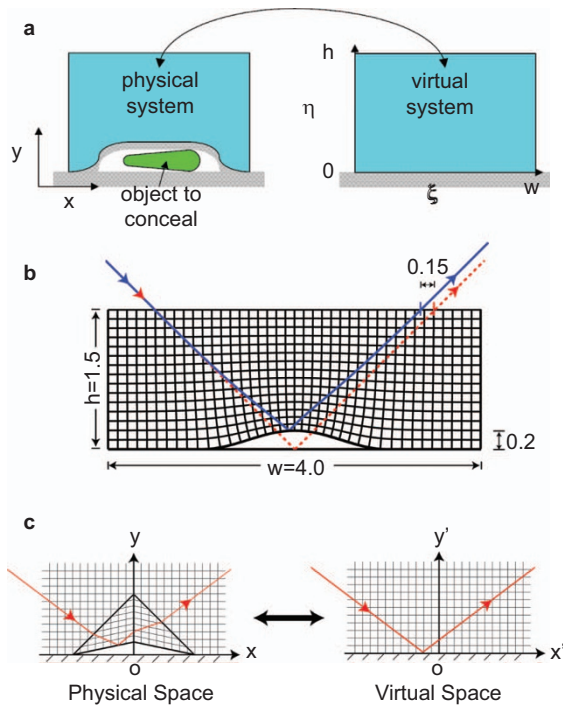 a
physical
system
y
x
object to
conceal
h
η
virtual
system
0
ξ
w
b
0.15
h=1.5
0.2
w=4.0
c
y
x
o
Physical Space
y'
x'
o
Virtual Space